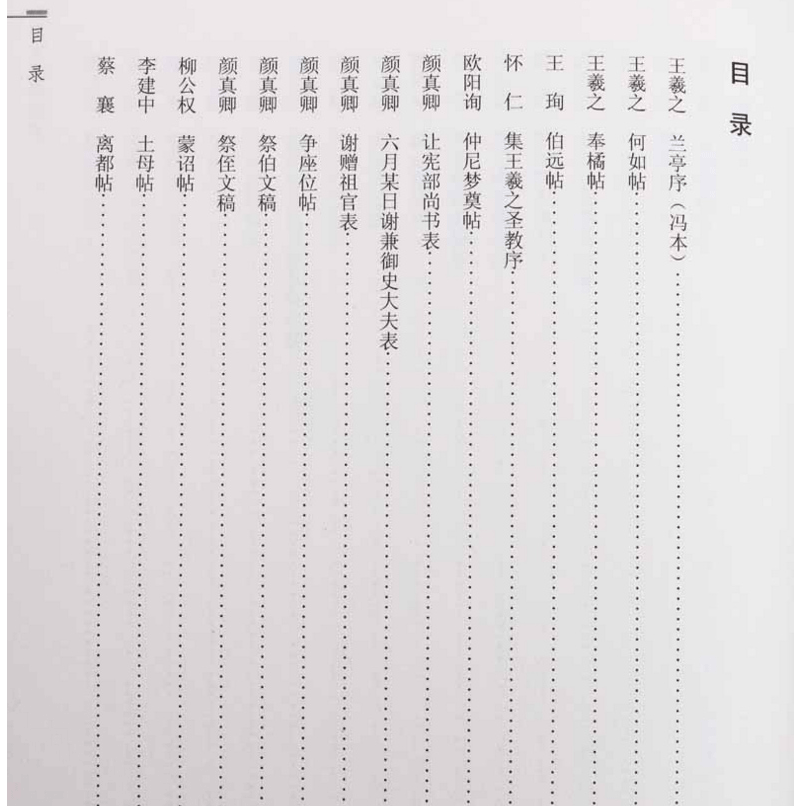 目录
王羲之 兰亭序（冯本）……
王羲之 何如帖……
王羲之 奉橘帖……
王珣 伯远帖……
怀仁 集王羲之圣教序……
欧阳询 仲尼梦奠帖……
颜真卿 让宪部尚书表……
颜真卿 六月某日谢兼御史大夫表……
颜真卿 谢赠祖官表……
颜真卿 争座位帖……
颜真卿 祭伯文稿……
颜真卿 祭侄文稿……
柳公权 蒙诏帖……
李建中 土母帖……
蔡襄 离都帖……
目录